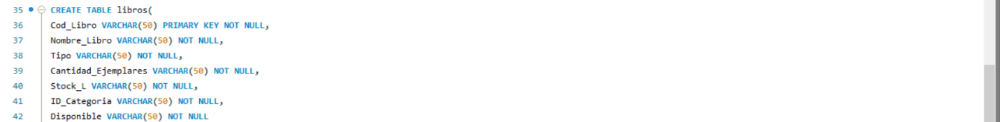 35 CREATE TABLE libros(
36 Cod_Libro VARCHAR(50) PRIMARY KEY NOT NULL,
37 Nombre_Libro VARCHAR(50) NOT NULL,
38 Tipo VARCHAR(50) NOT NULL,
39 Cantidad_Ejemplares VARCHAR(50) NOT NULL,
40 Stock_L VARCHAR(50) NOT NULL,
41 ID_Categoria VARCHAR(50) NOT NULL,
42 Disponible VARCHAR(50) NOT NULL